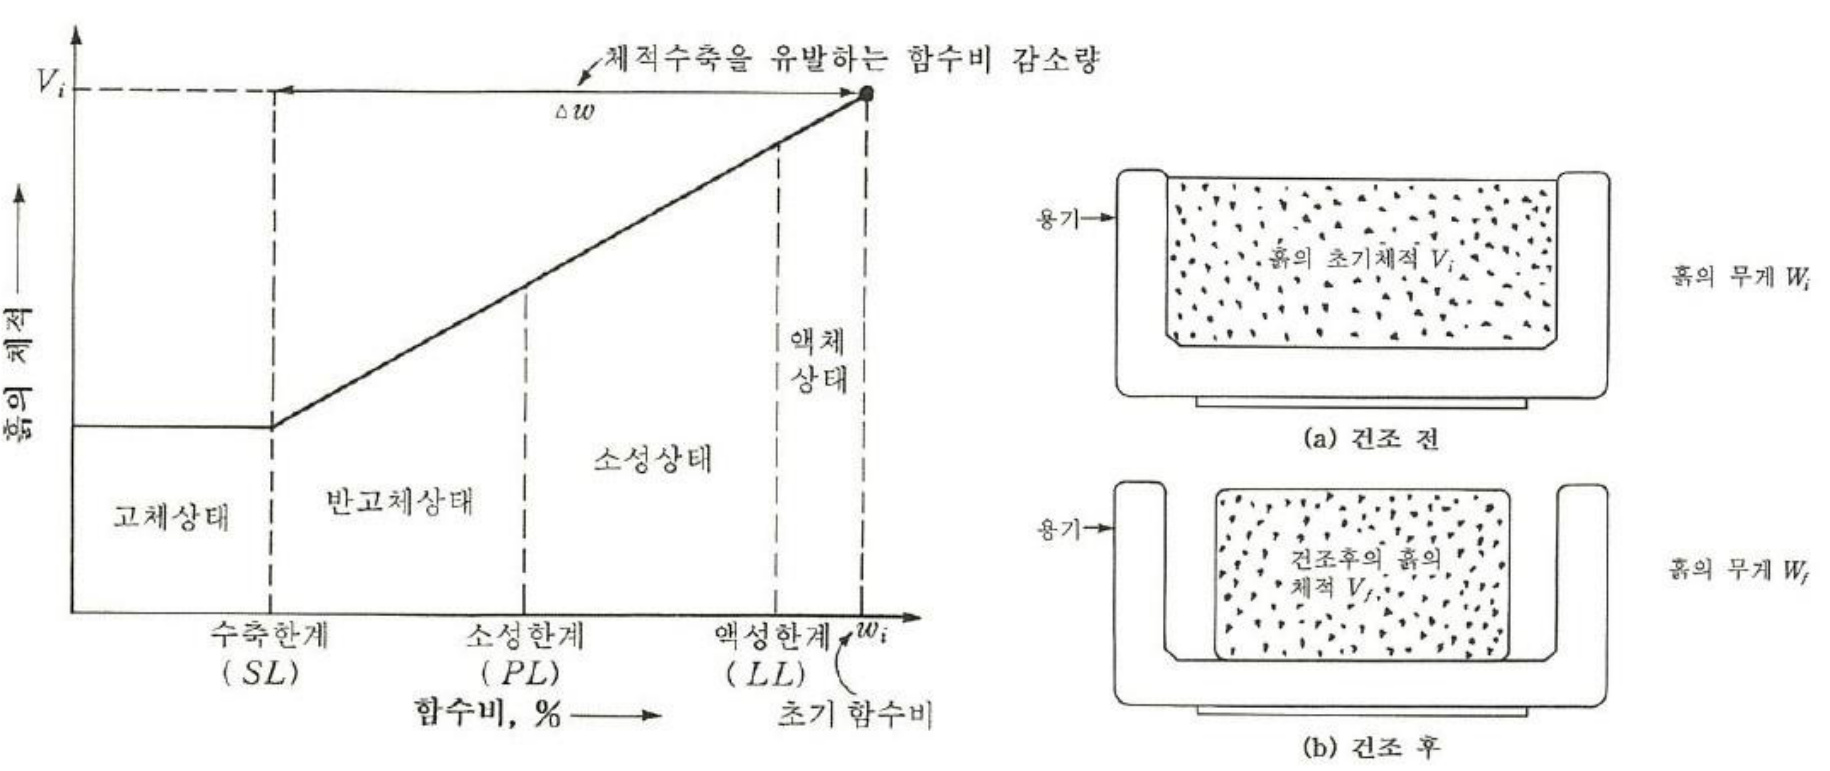 체적수축을 유발하는 함수비 감소량
V_i
△w
흙의 체적
액체
상태
소성상태
반고체상태
고체상태
수축한계
(SL)
소성한계
(PL)
액성한계
(LL)
w_i
함수비, %
초기 함수비
용기
흙의 초기체적 V_i
흙의 무게 W_i
(a) 건조 전
용기
건조후의 흙의
체적 V_f
흙의 무게 W_f
(b) 건조 후